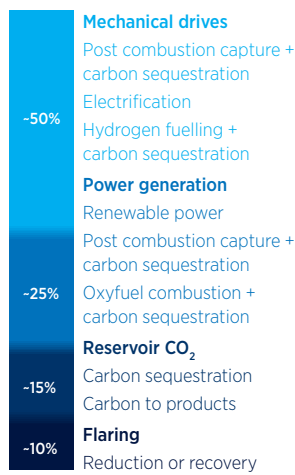 Mechanical drives
Post combustion capture +
carbon sequestration
~50%
Electrification
Hydrogen fuelling +
carbon sequestration
Power generation
Renewable power
Post combustion capture +
carbon sequestration
~25%
Oxyfuel combustion +
carbon sequestration
Reservoir CO₂
~15%
Carbon sequestration
Carbon to products
~10%
Flaring
Reduction or recovery